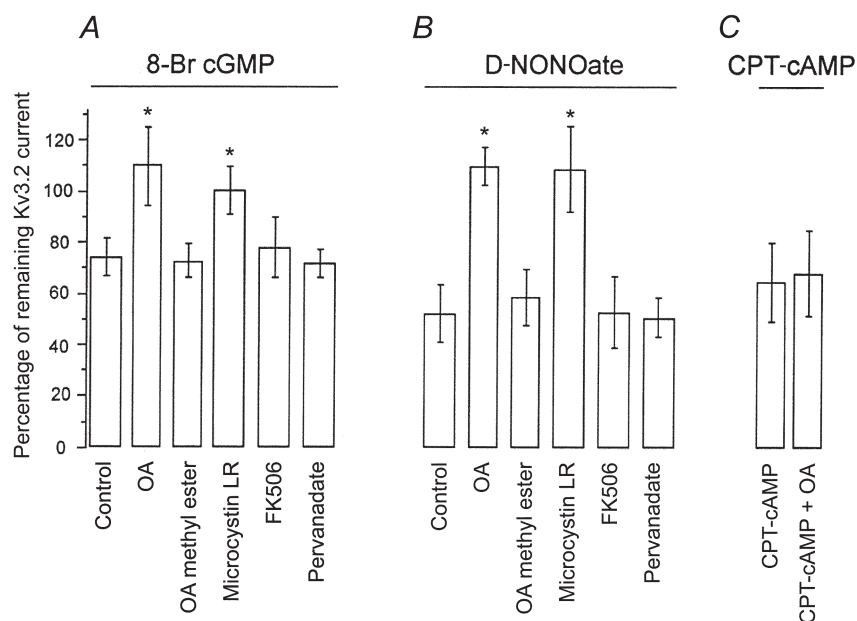 A
B
C
8-Br cGMP
D-NONOate
CPT-cAMP
Percentage of remaining Kv3.2 current
120
100
80
60
40
20
0
*
*
*
*
Control
OA
OA methyl ester
Microcystin LR
FK506
Pervanadate
Control
OA
OA methyl ester
Microcystin LR
FK506
Pervanadate
CPT-cAMP
CPT-cAMP + OA